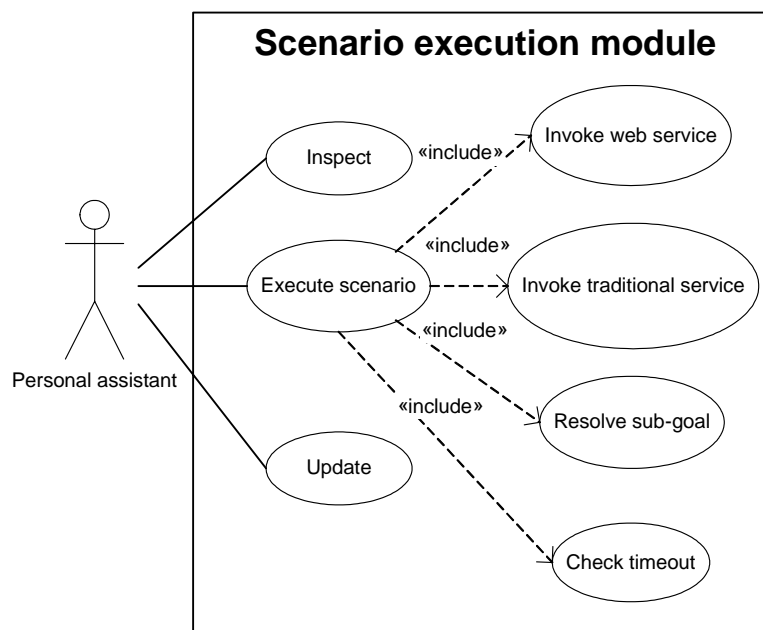 Scenario execution module
Invoke web service
«include»
Inspect
«include»
Execute scenario
Invoke traditional service
«include»
Personal assistant
«include»
Resolve sub-goal
Update
Check timeout